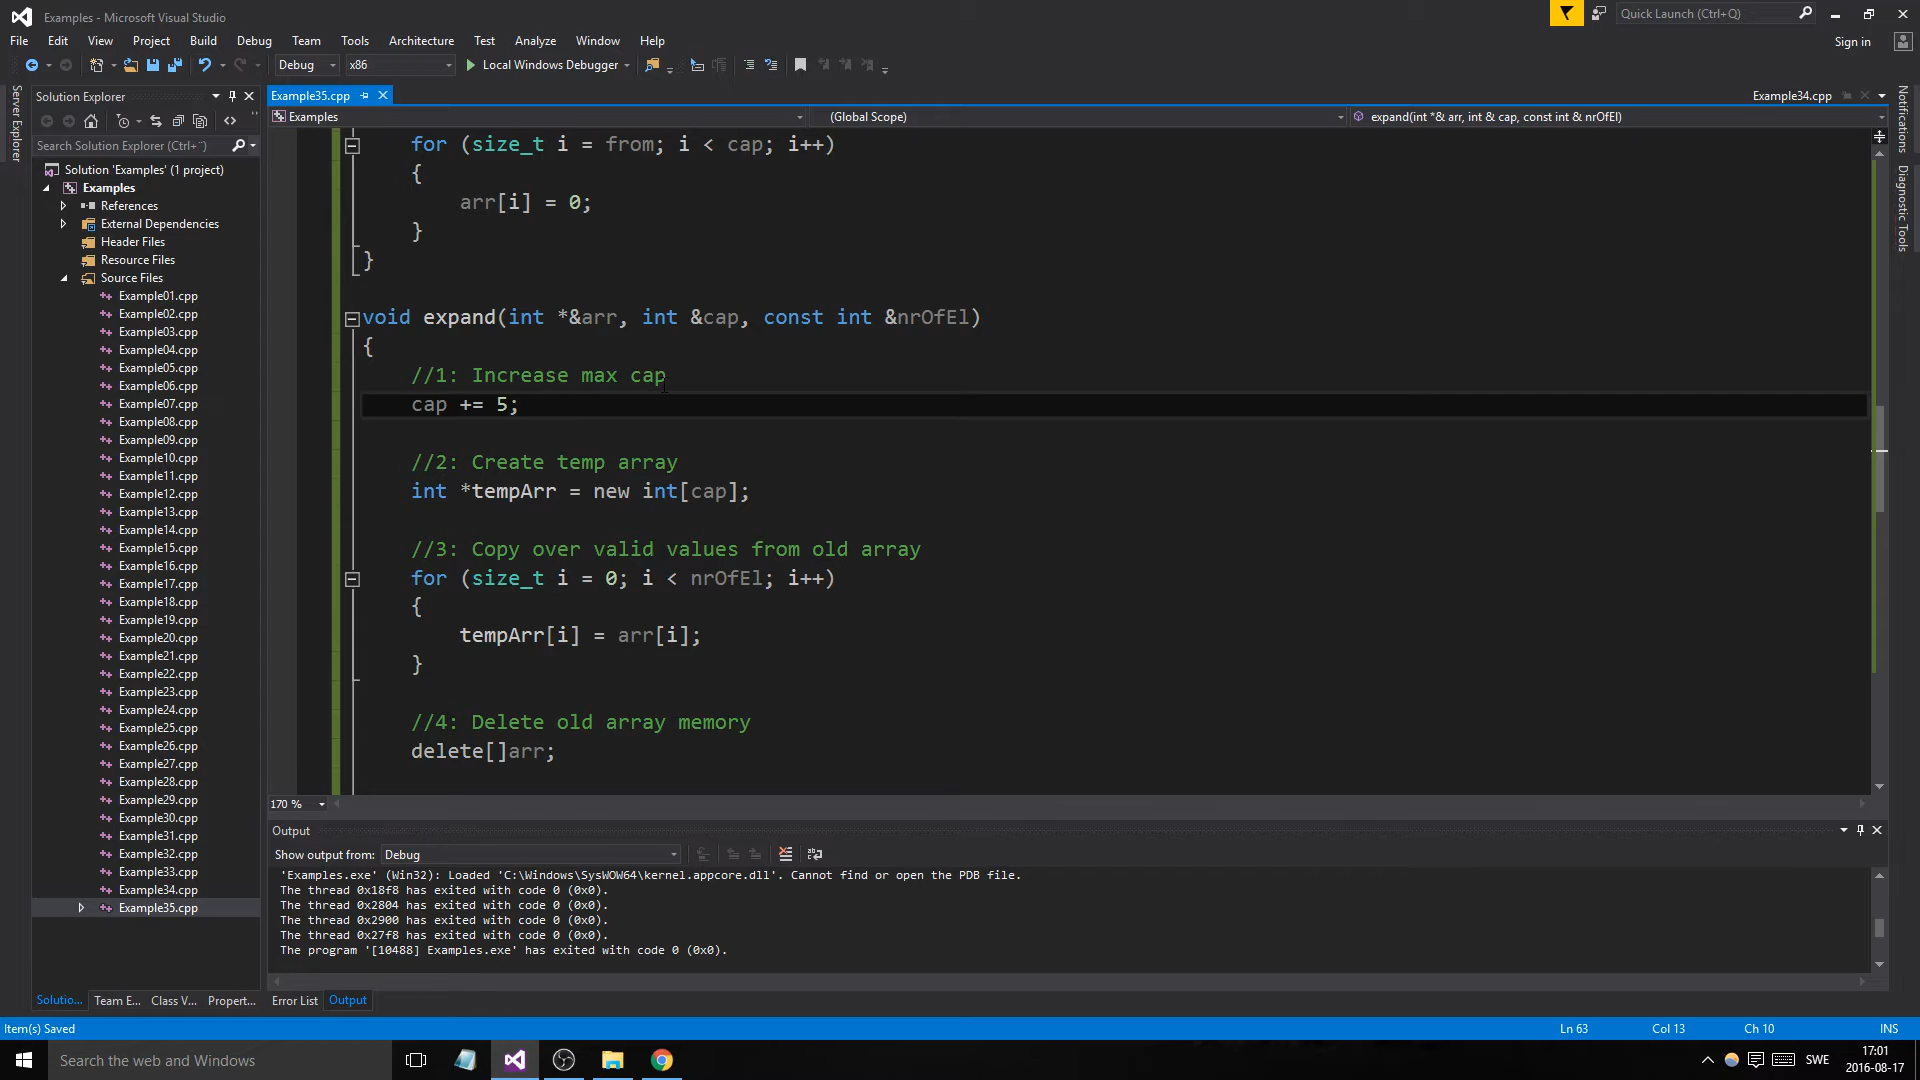 Examples - Microsoft Visual Studio
Quick Launch (Ctrl+Q)
File Edit View Project Build Debug Team Tools Architecture Test Analyze Window Help
Sign in
Debug x86 Local Windows Debugger
Server Explorer
Solution Explorer
Search Solution Explorer (Ctrl+¨)
Solution 'Examples' (1 project)
Examples
References
External Dependencies
Header Files
Resource Files
Source Files
Example01.cpp
Example02.cpp
Example03.cpp
Example04.cpp
Example05.cpp
Example06.cpp
Example07.cpp
Example08.cpp
Example09.cpp
Example10.cpp
Example11.cpp
Example12.cpp
Example13.cpp
Example14.cpp
Example15.cpp
Example16.cpp
Example17.cpp
Example18.cpp
Example19.cpp
Example20.cpp
Example21.cpp
Example22.cpp
Example23.cpp
Example24.cpp
Example25.cpp
Example26.cpp
Example27.cpp
Example28.cpp
Example29.cpp
Example30.cpp
Example31.cpp
Example32.cpp
Example33.cpp
Example34.cpp
Example35.cpp
Solutio... Team E... Class V... Propert...
Example35.cpp
Example34.cpp
Examples (Global Scope) expand(int *& arr, int & cap, const int & nrOfEl)
for (size_t i = from; i < cap; i++)
{
arr[i] = 0;
}
}
void expand(int *&arr, int &cap, const int &nrOfEl)
{
//1: Increase max cap
cap += 5;
//2: Create temp array
int *tempArr = new int[cap];
//3: Copy over valid values from old array
for (size_t i = 0; i < nrOfEl; i++)
{
tempArr[i] = arr[i];
}
//4: Delete old array memory
delete[]arr;
170 %
Notifications
Diagnostic Tools
Output
Show output from: Debug
'Examples.exe' (Win32): Loaded 'C:\Windows\SysWOW64\kernel.appcore.dll'. Cannot find or open the PDB file.
The thread 0x18f8 has exited with code 0 (0x0).
The thread 0x2804 has exited with code 0 (0x0).
The thread 0x2900 has exited with code 0 (0x0).
The thread 0x27f8 has exited with code 0 (0x0).
The program '[10488] Examples.exe' has exited with code 0 (0x0).
Error List Output
Item(s) Saved Ln 63 Col 13 Ch 10 INS
Search the web and Windows
SWE
17:01
2016-08-17